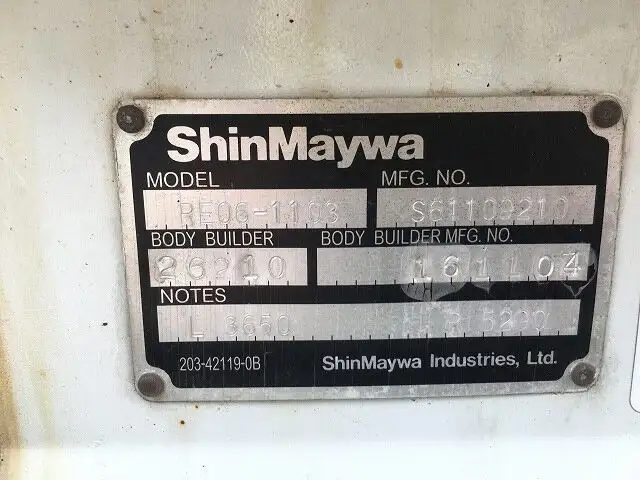 ShinMaywa
MODEL MFG. NO.
RE06-1103 S61109210
BODY BUILDER BODY BUILDER MFG. NO.
26210 161104
NOTES
L 3650 5200
203-42119-0B ShinMaywa Industries, Ltd.